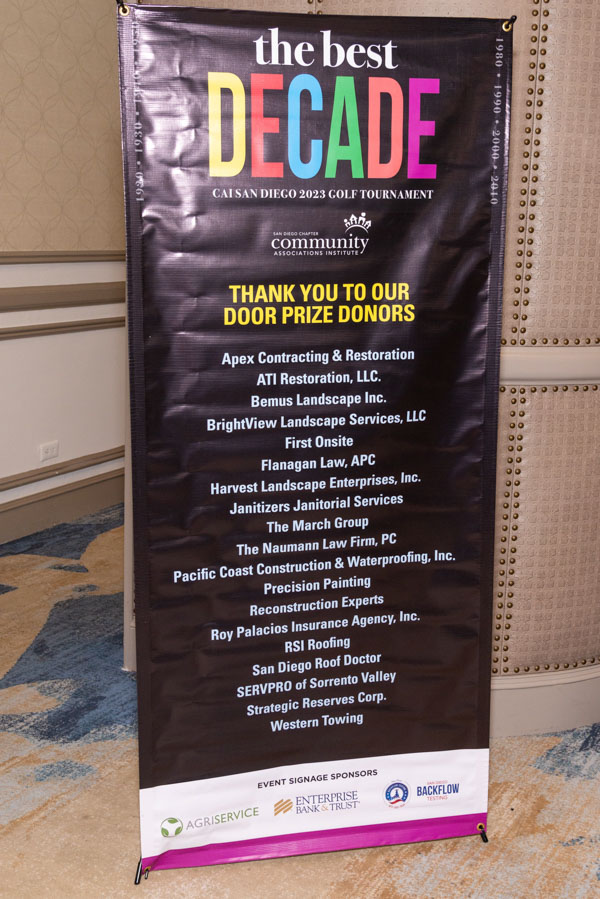 the best
DECADE
CAI SAN DIEGO 2023 GOLF TOURNAMENT
1980 • 1990 • 2000 • 2010
SAN DIEGO CHAPTER
community
ASSOCIATIONS INSTITUTE
THANK YOU TO OUR
DOOR PRIZE DONORS
Apex Contracting & Restoration
ATI Restoration, LLC.
Bemus Landscape Inc.
BrightView Landscape Services, LLC
First Onsite
Flanagan Law, APC
Harvest Landscape Enterprises, Inc.
Janitizers Janitorial Services
The March Group
The Naumann Law Firm, PC
Pacific Coast Construction & Waterproofing, Inc.
Precision Painting
Reconstruction Experts
Roy Palacios Insurance Agency, Inc.
RSI Roofing
San Diego Roof Doctor
SERVPRO of Sorrento Valley
Strategic Reserves Corp.
Western Towing
EVENT SIGNAGE SPONSORS
AGRISERVICE
ENTERPRISE
BANK & TRUST
SAN DIEGO
BACKFLOW
TESTING